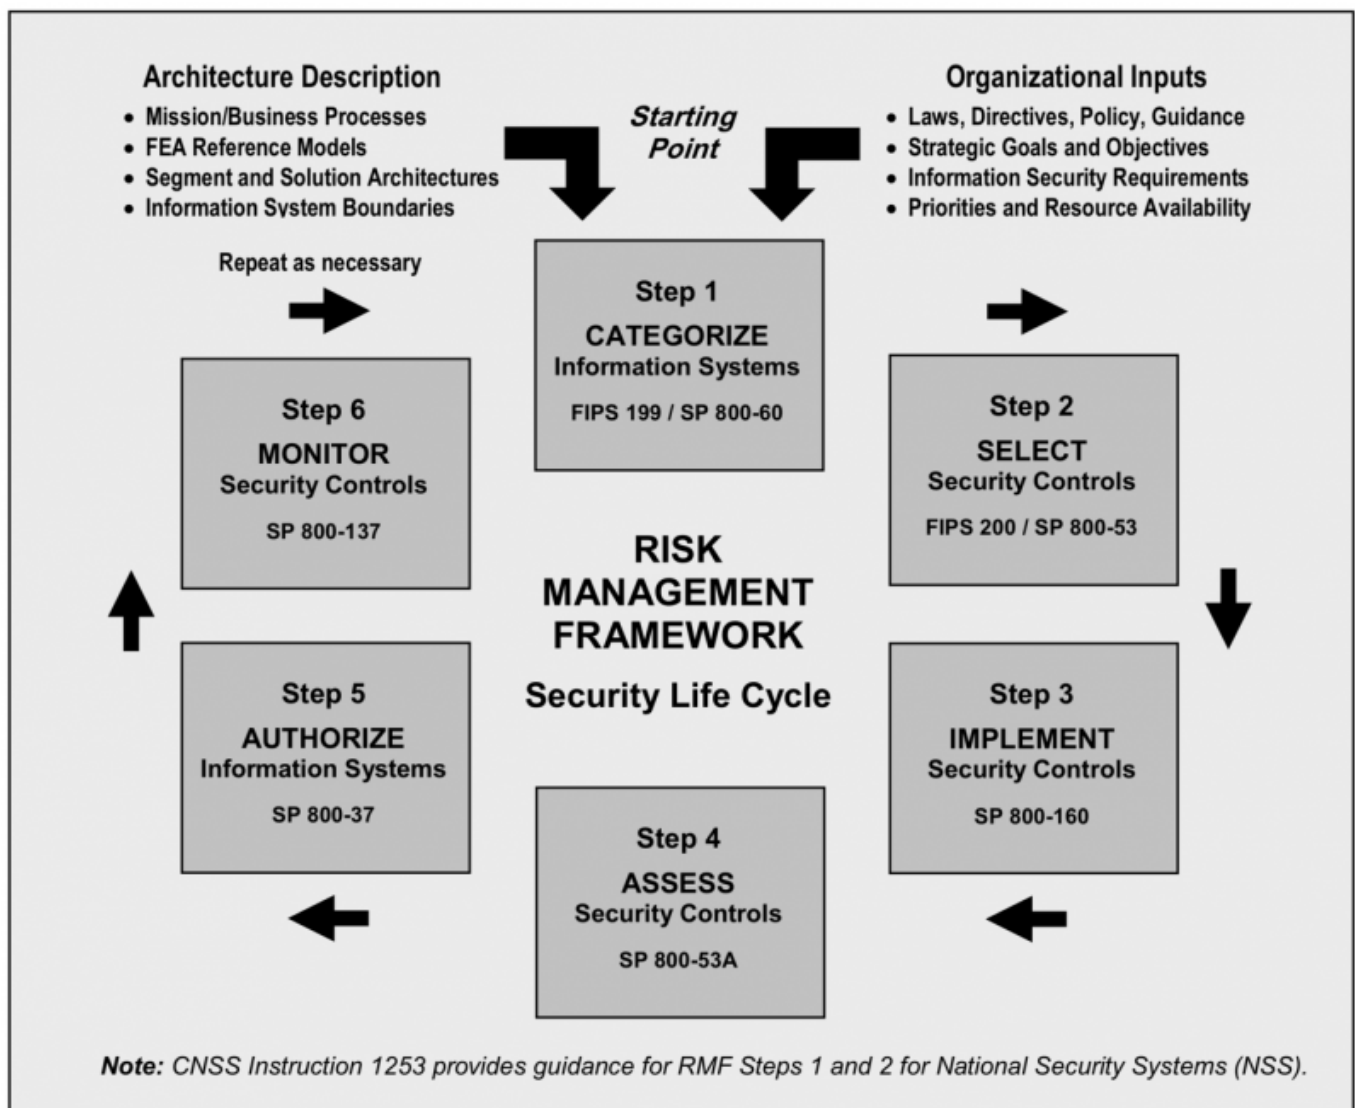 Architecture Description
• Mission/Business Processes
• FEA Reference Models
• Segment and Solution Architectures
• Information System Boundaries
Starting
Point
Organizational Inputs
• Laws, Directives, Policy, Guidance
• Strategic Goals and Objectives
• Information Security Requirements
• Priorities and Resource Availability
Repeat as necessary
Step 1
CATEGORIZE
Information Systems
FIPS 199 / SP 800-60
Step 2
SELECT
Security Controls
FIPS 200 / SP 800-53
Step 3
IMPLEMENT
Security Controls
SP 800-160
Step 4
ASSESS
Security Controls
SP 800-53A
Step 5
AUTHORIZE
Information Systems
SP 800-37
Step 6
MONITOR
Security Controls
SP 800-137
RISK
MANAGEMENT
FRAMEWORK
Security Life Cycle
Note: CNSS Instruction 1253 provides guidance for RMF Steps 1 and 2 for National Security Systems (NSS).